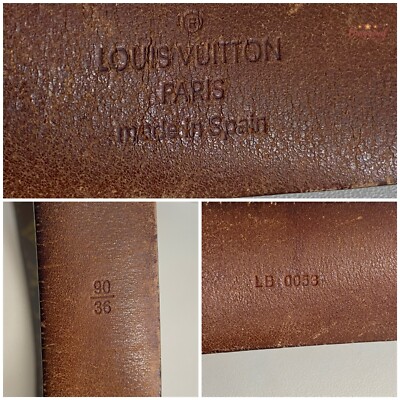 ®
LOUIS VUITTON
PARIS
made in Spain
90
36
LB 0053